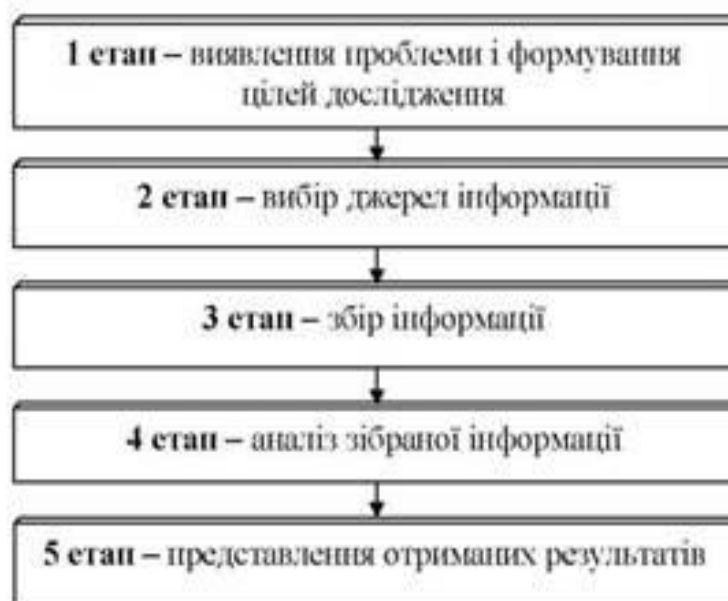 1 етап – виявлення проблеми і формування
цілей дослідження
2 етап – вибір джерел інформації
3 етап – збір інформації
4 етап – аналіз зібраної інформації
5 етап – представлення отриманих результатів